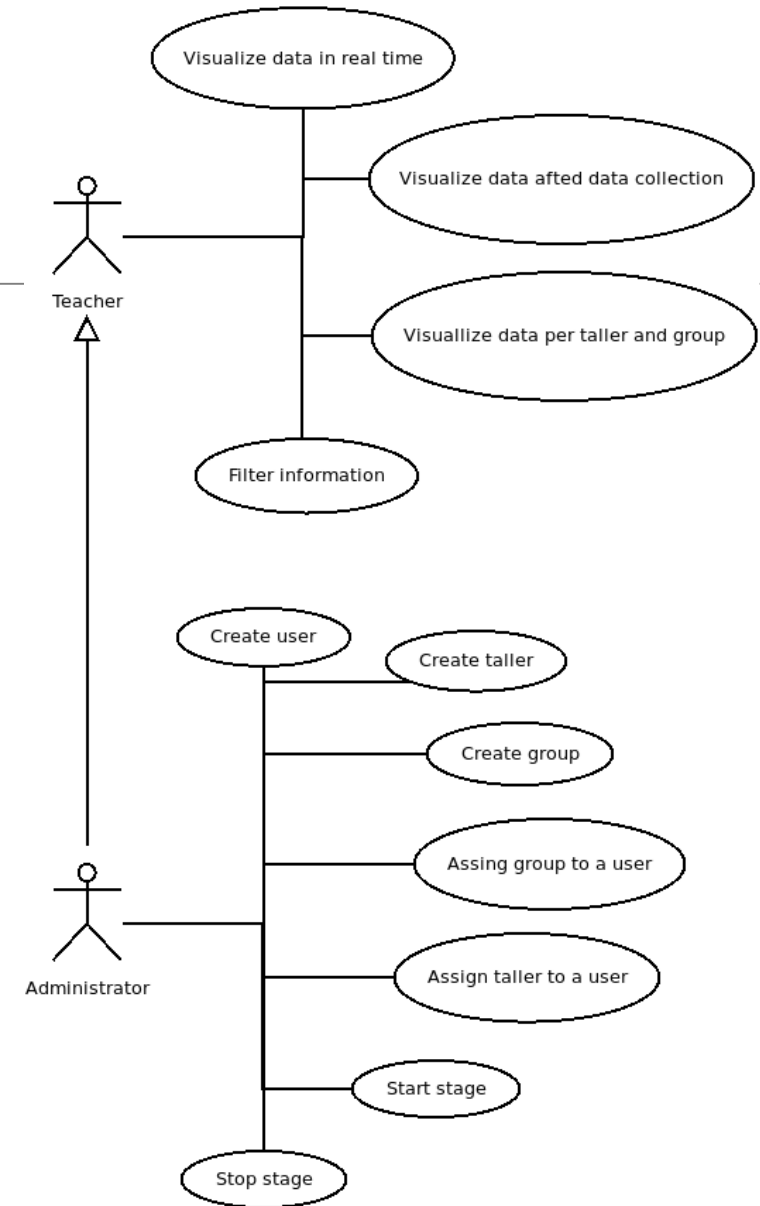 Visualize data in real time
Visualize data afted data collection
Teacher
Visuallize data per taller and group
Filter information
Create user
Create taller
Create group
Assing group to a user
Assign taller to a user
Administrator
Start stage
Stop stage